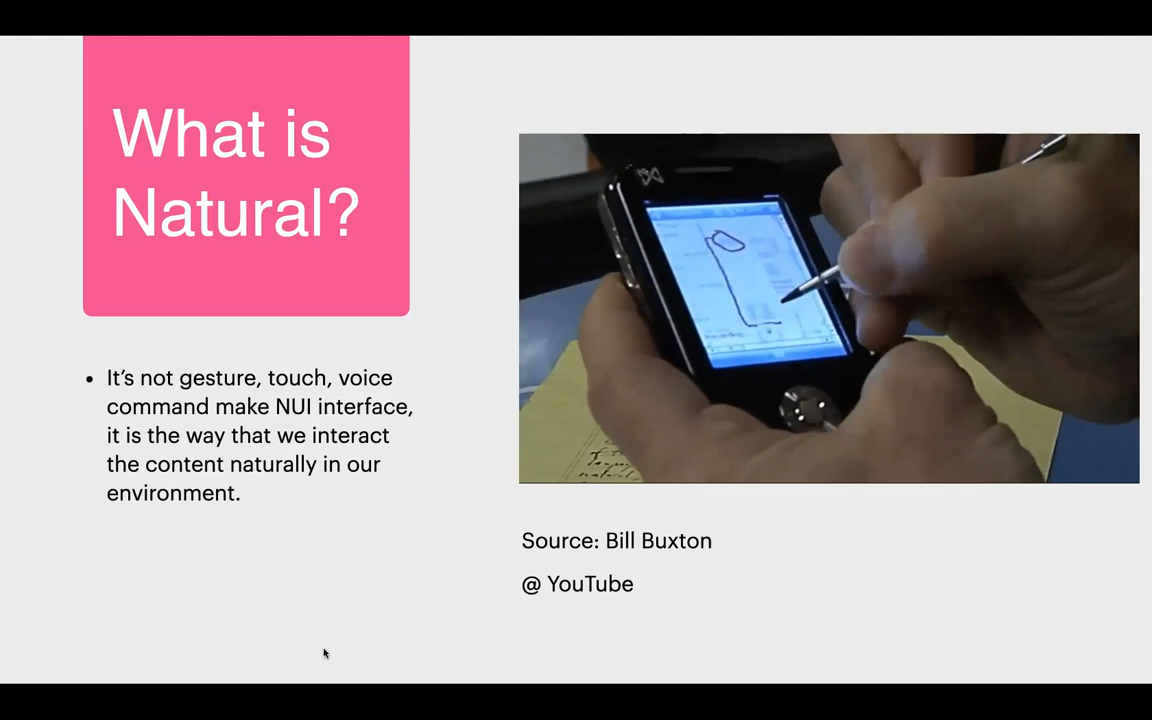 What is
Natural?
• It’s not gesture, touch, voice
command make NUI interface,
it is the way that we interact
the content naturally in our
environment.
Source: Bill Buxton
@ YouTube